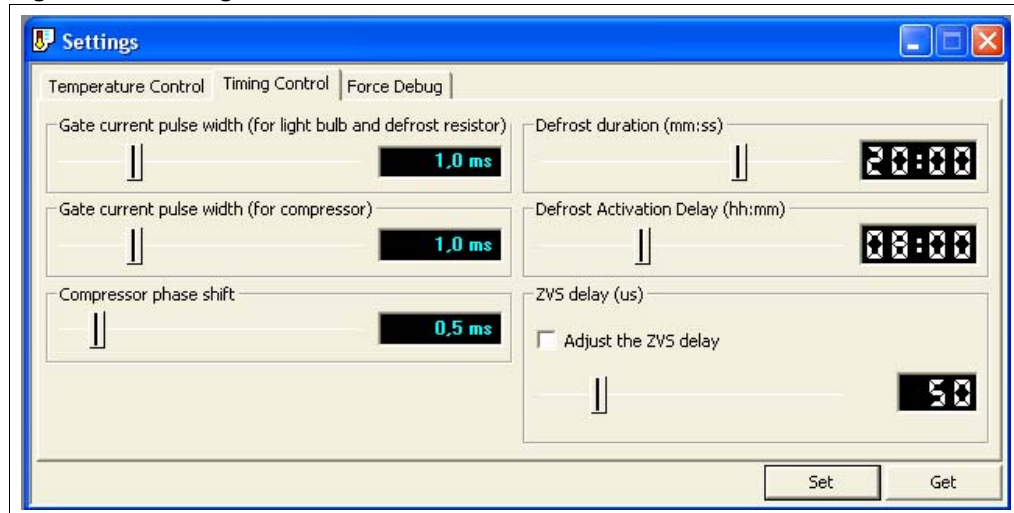 Settings
Temperature Control Timing Control Force Debug
Gate current pulse width (for light bulb and defrost resistor)
1,0 ms
Gate current pulse width (for compressor)
1,0 ms
Compressor phase shift
0,5 ms
Defrost duration (mm:ss)
20:00
Defrost Activation Delay (hh:mm)
08:00
ZVS delay (us)
Adjust the ZVS delay
50
Set Get